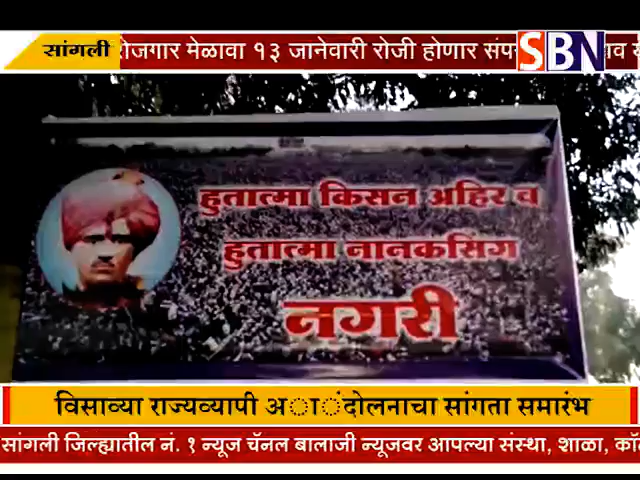 सांगली
रोजगार मेळावा १३ जानेवारी रोजी होणार
SBN
हुतात्मा किसन अहिर व
हुतात्मा नानकसिंग
नगरी
विसाव्या राज्यव्यापी अांदोलनाचा सांगता समारंभ
सांगली जिल्ह्यातील नं. १ न्यूज चॅनल बालाजी न्यूजवर आपल्या संस्था, शाळा,